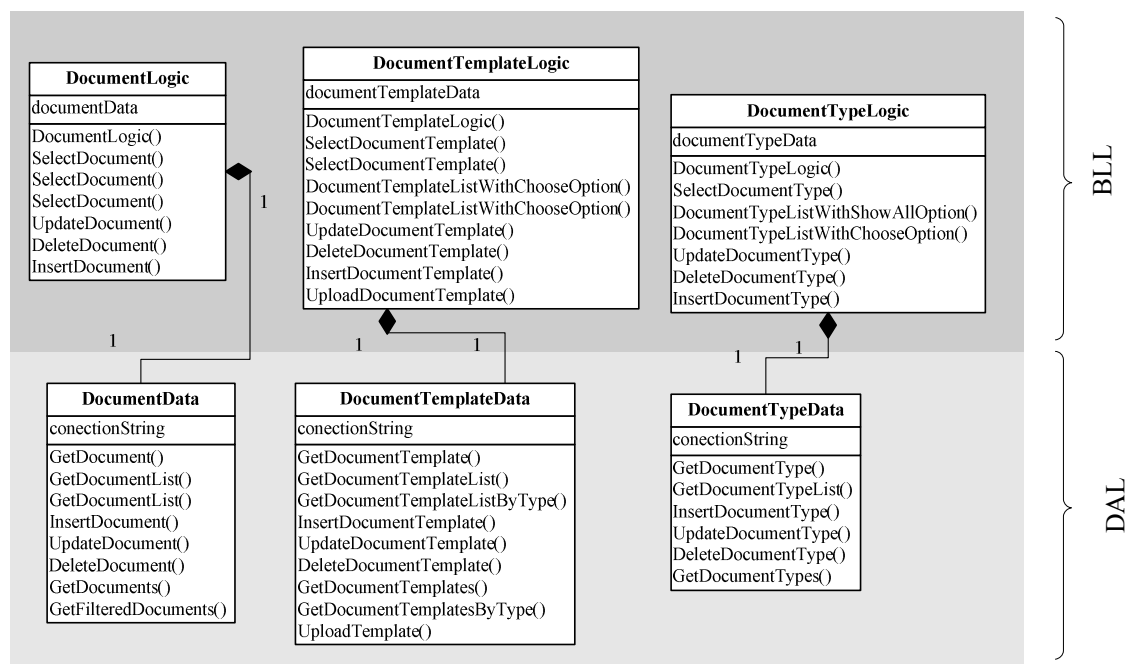 DocumentLogic
documentData
DocumentLogic()
SelectDocument()
SelectDocument()
SelectDocument()
UpdateDocument()
DeleteDocument()
InsertDocument()
1
1
DocumentTemplateLogic
documentTemplateData
DocumentTemplateLogic()
SelectDocumentTemplate()
SelectDocumentTemplate()
DocumentTemplateListWithChooseOption()
DocumentTemplateListWithChooseOption()
UpdateDocumentTemplate()
DeleteDocumentTemplate()
InsertDocumentTemplate()
UploadDocumentTemplate()
1
1
DocumentTypeLogic
documentTypeData
DocumentTypeLogic()
SelectDocumentType()
DocumentTypeListWithShowAllOption()
DocumentTypeListWithChooseOption()
UpdateDocumentType()
DeleteDocumentType()
InsertDocumentType()
1
1
BLL
DocumentData
conectionString
GetDocument()
GetDocumentList()
GetDocumentList()
InsertDocument()
UpdateDocument()
DeleteDocument()
GetDocuments()
GetFilteredDocuments()
DocumentTemplateData
conectionString
GetDocumentTemplate()
GetDocumentTemplateList()
GetDocumentTemplateListByType()
InsertDocumentTemplate()
UpdateDocumentTemplate()
DeleteDocumentTemplate()
GetDocumentTemplates()
GetDocumentTemplatesByType()
UploadTemplate()
DocumentTypeData
conectionString
GetDocumentType()
GetDocumentTypeList()
InsertDocumentType()
UpdateDocumentType()
DeleteDocumentType()
GetDocumentTypes()
DAL